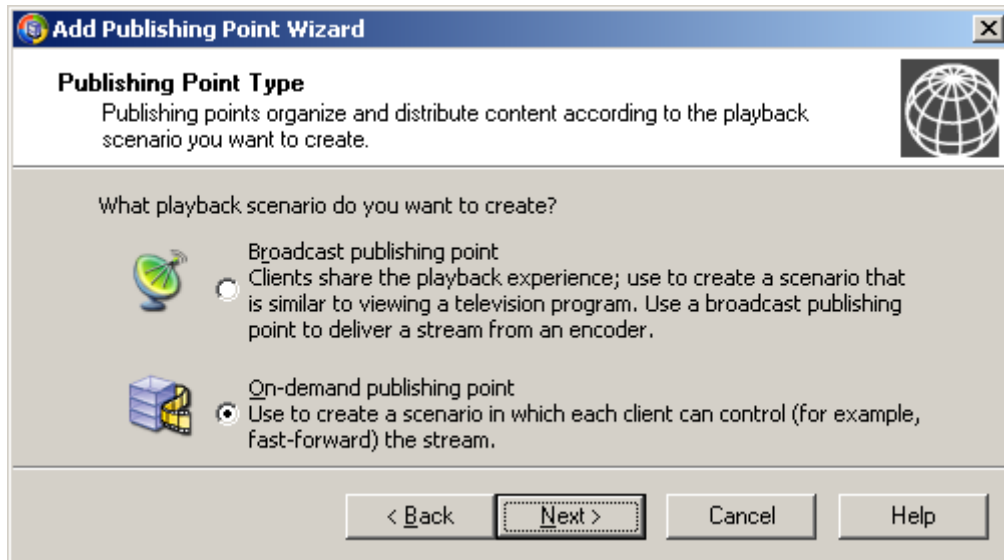 Add Publishing Point Wizard
Publishing Point Type
Publishing points organize and distribute content according to the playback
scenario you want to create.
What playback scenario do you want to create?
Broadcast publishing point
Clients share the playback experience; use to create a scenario that
is similar to viewing a television program. Use a broadcast publishing
point to deliver a stream from an encoder.
On-demand publishing point
Use to create a scenario in which each client can control (for example,
fast-forward) the stream.
< Back
Next >
Cancel
Help